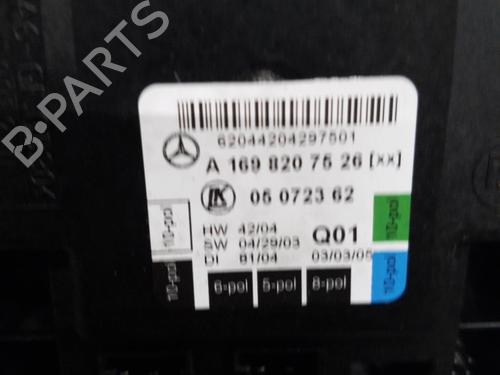 62044204297501
A 169 820 75 26 [xx]
LK 05 0723 62
HW 42/04
SW 04/29/03 Q01
DI 81/04 03/03/05
10-pol
10-pol
10-pol
10-pol
6-pol 5-pol 8-pol
B-PARTS